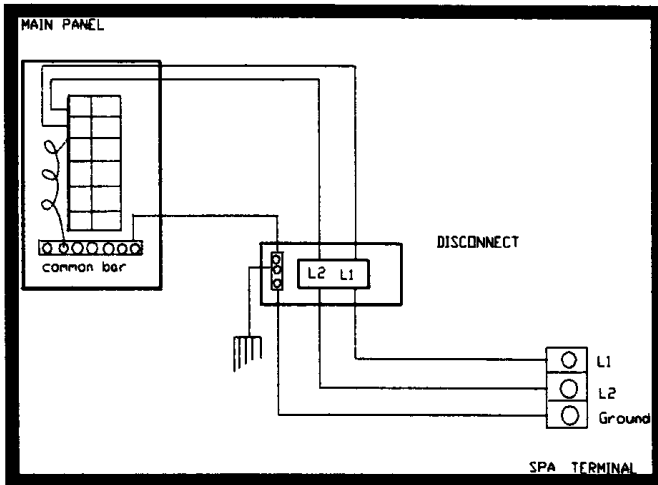 MAIN PANEL
common bar
DISCONNECT
L2 L1
L1
L2
Ground
SPA TERMINAL